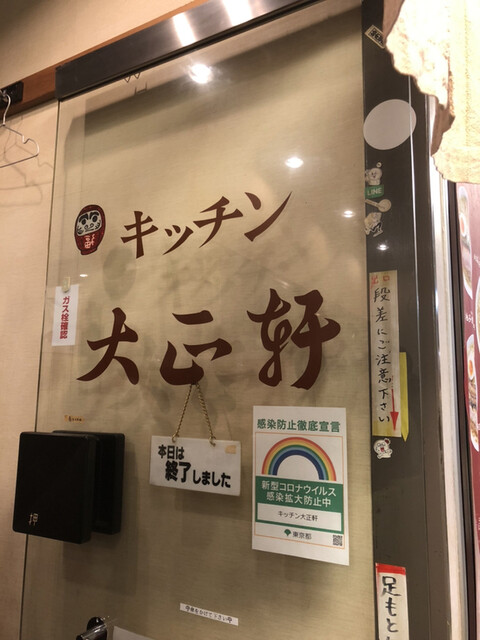 キッチン
大正軒
ガス栓確認
本日は
終了しました
感染防止徹底宣言
新型コロナウイルス
感染拡大防止中
キッチン大正軒
東京都
押
LINE
段差にご注意下さい
足もと